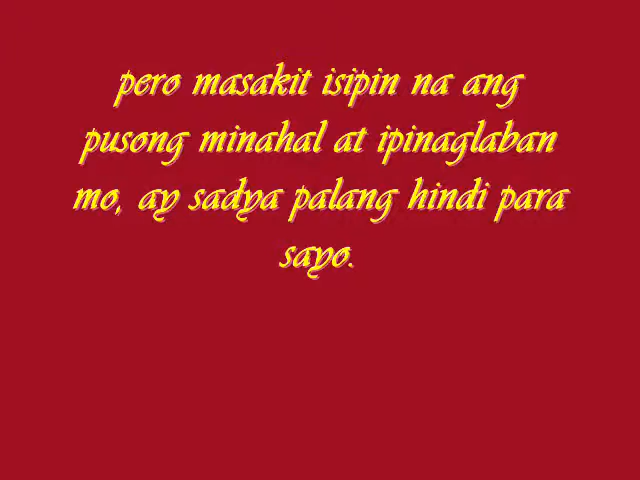 pero masakit isipin na ang
pusong minahal at ipinaglaban
mo, ay sadya palang hindi para
sayo.